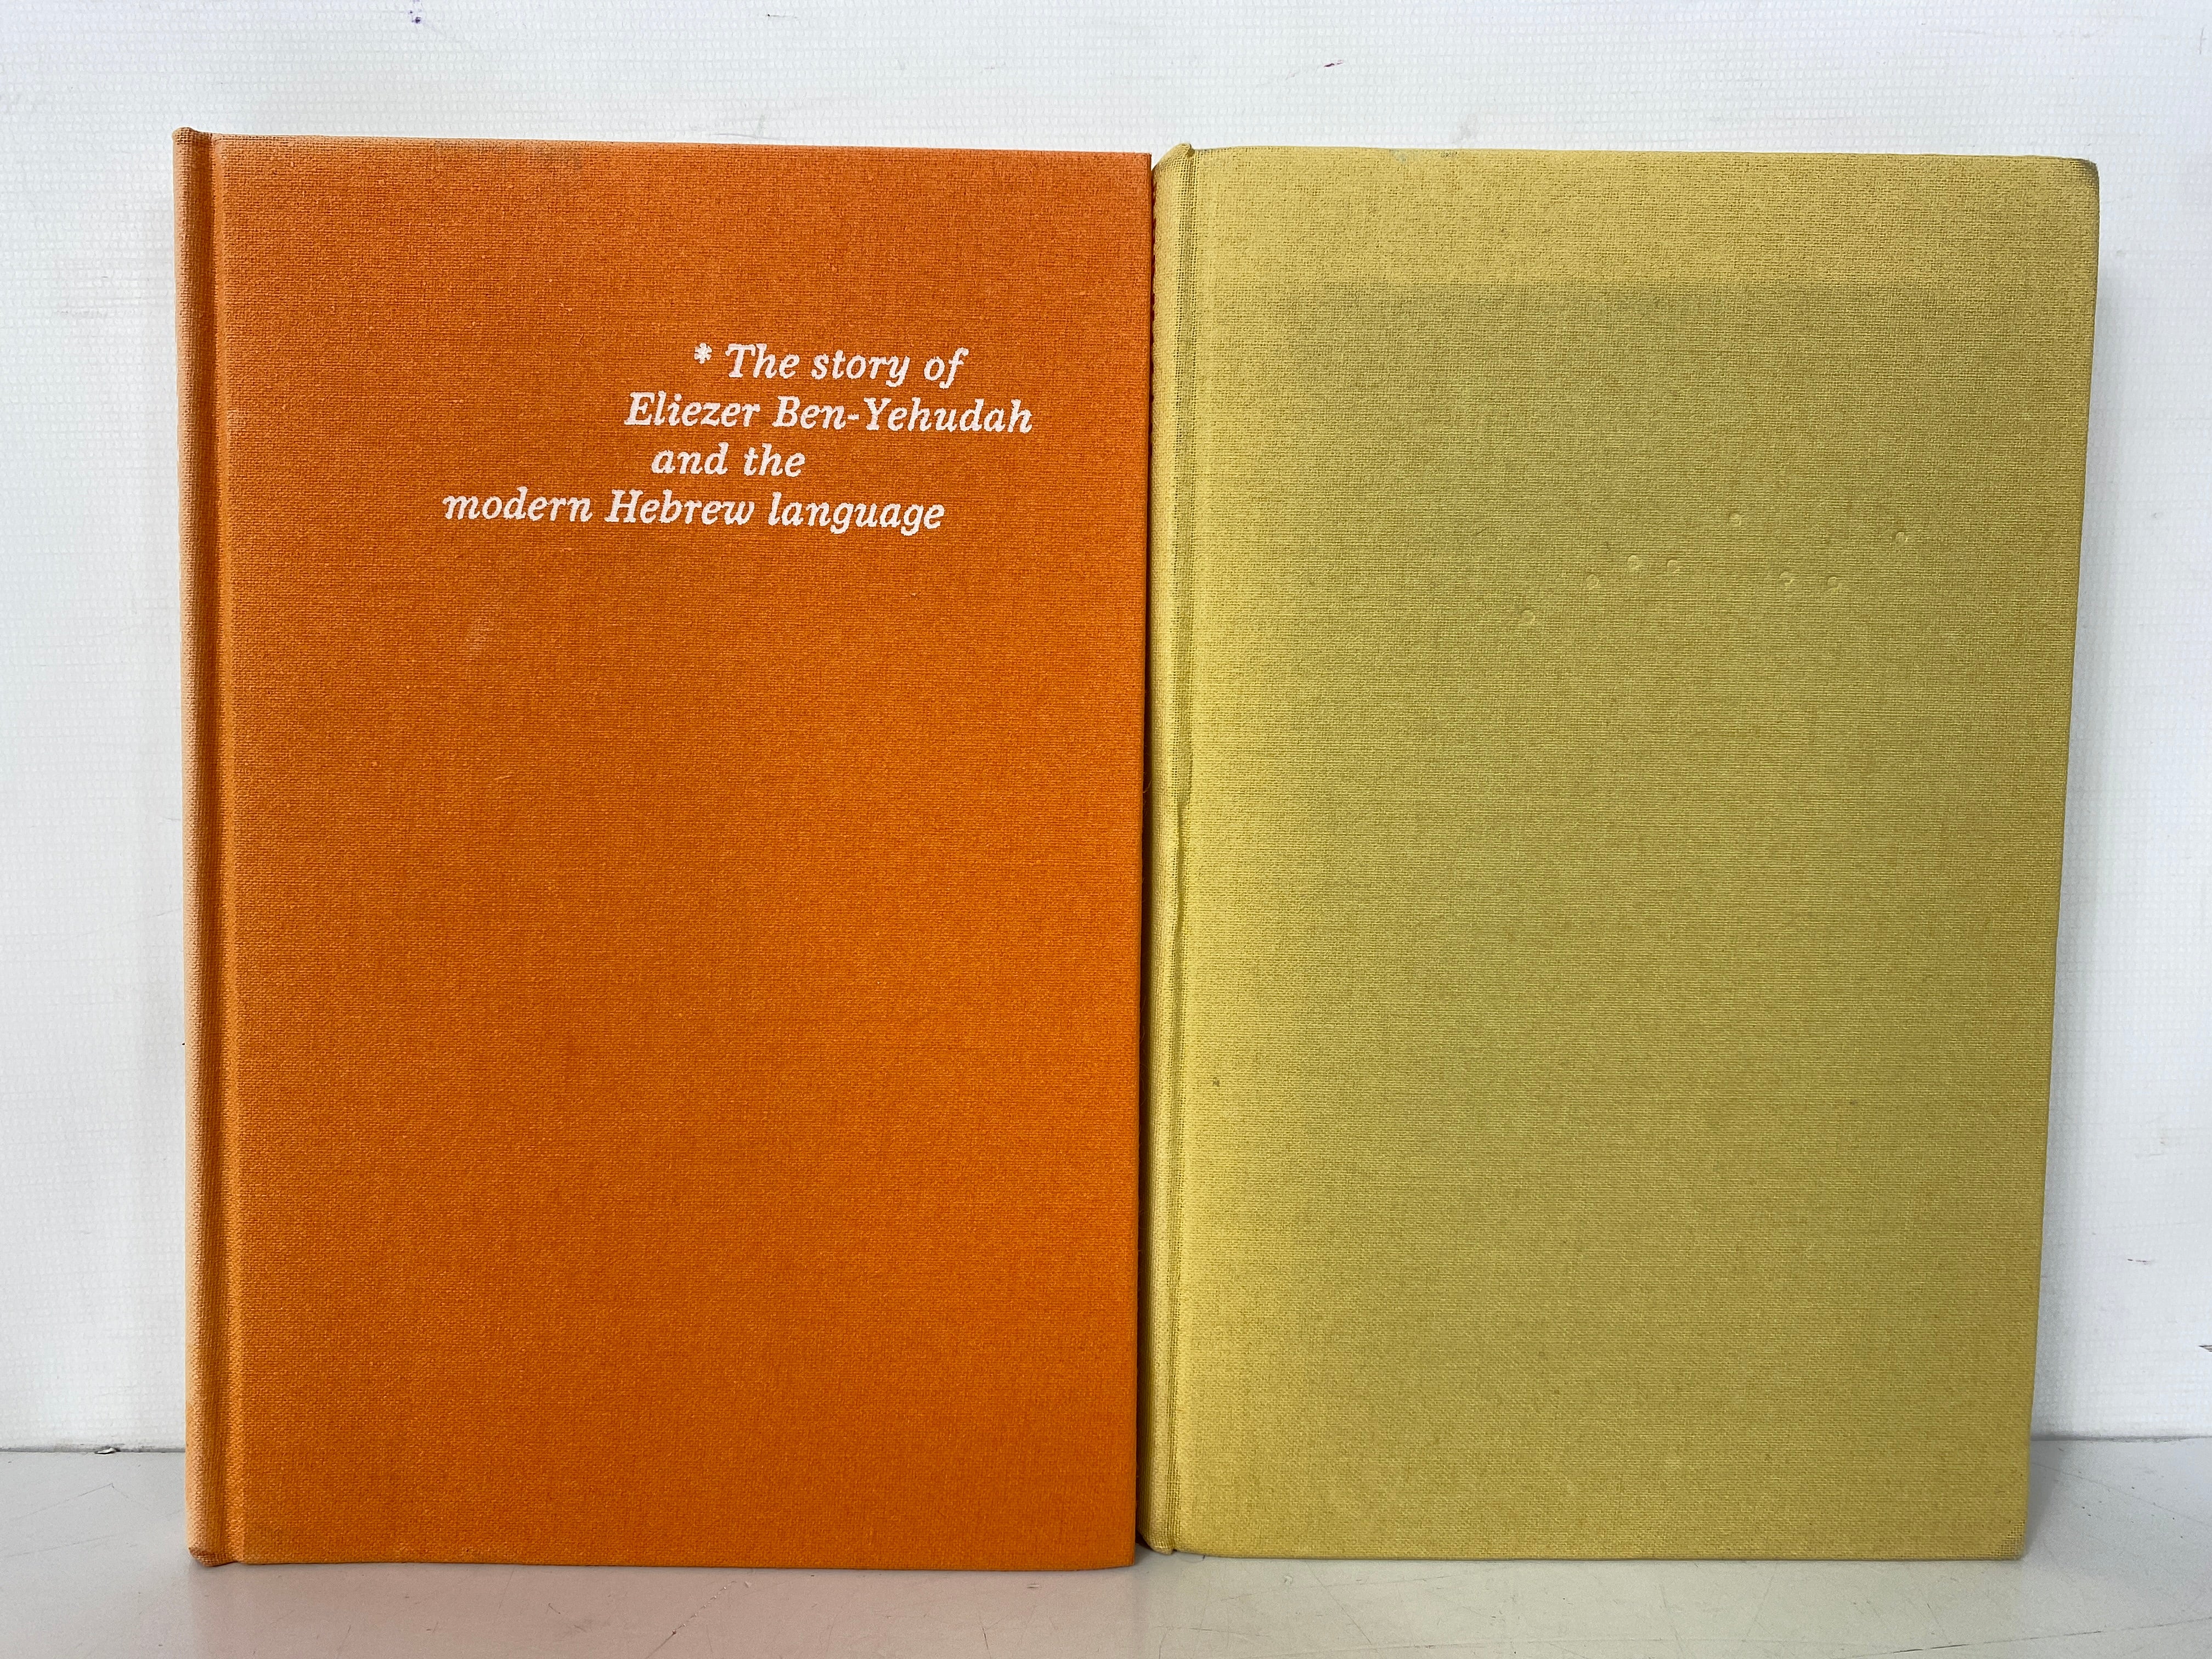 * The story of
Eliezer Ben-Yehudah
and the
modern Hebrew language